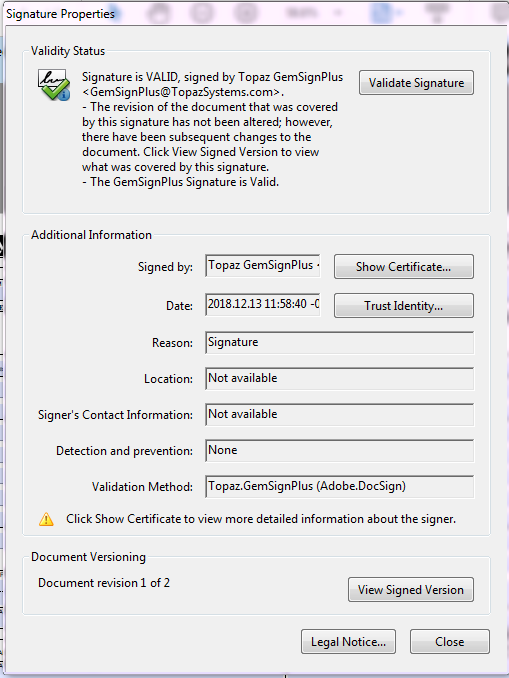 Signature Properties
Validity Status
Signature is VALID, signed by Topaz GemSignPlus
<GemSignPlus@TopazSystems.com>.
- The revision of the document that was covered
by this signature has not been altered; however,
there have been subsequent changes to the
document. Click View Signed Version to view
what was covered by this signature.
- The GemSignPlus Signature is Valid.
Validate Signature
Additional Information
Signed by: Topaz GemSignPlus < Show Certificate...
Date: 2018.12.13 11:58:40 -0 Trust Identity...
Reason: Signature
Location: Not available
Signer's Contact Information: Not available
Detection and prevention: None
Validation Method: Topaz.GemSignPlus (Adobe.DocSign)
Click Show Certificate to view more detailed information about the signer.
Document Versioning
Document revision 1 of 2
View Signed Version
Legal Notice... Close